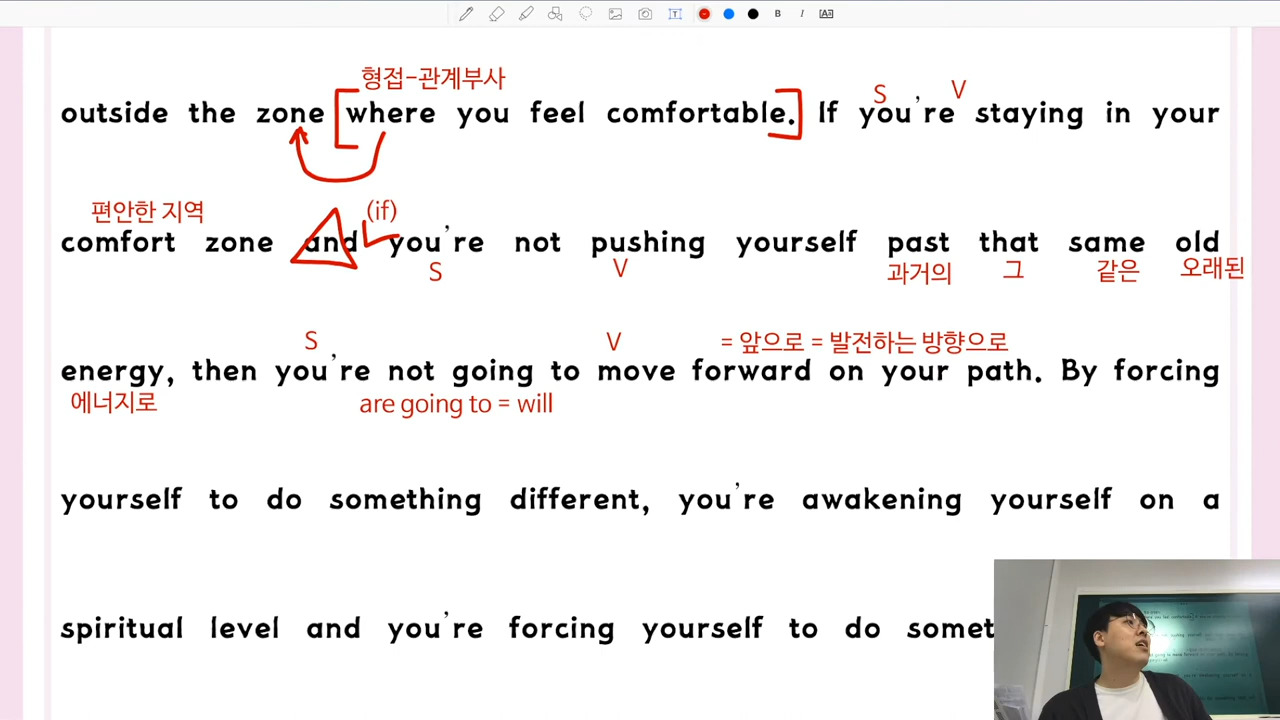 B I A
형접-관계부사
S V
outside the zone [where you feel comfortable.] If you're staying in your
편안한 지역 (if)
comfort zone and you're not pushing yourself past that same old
S V 과거의 그 같은 오래된
S V = 앞으로 = 발전하는 방향으로
energy, then you're not going to move forward on your path. By forcing
에너지로 are going to = will
yourself to do something different, you're awakening yourself on a
spiritual level and you're forcing yourself to do somet